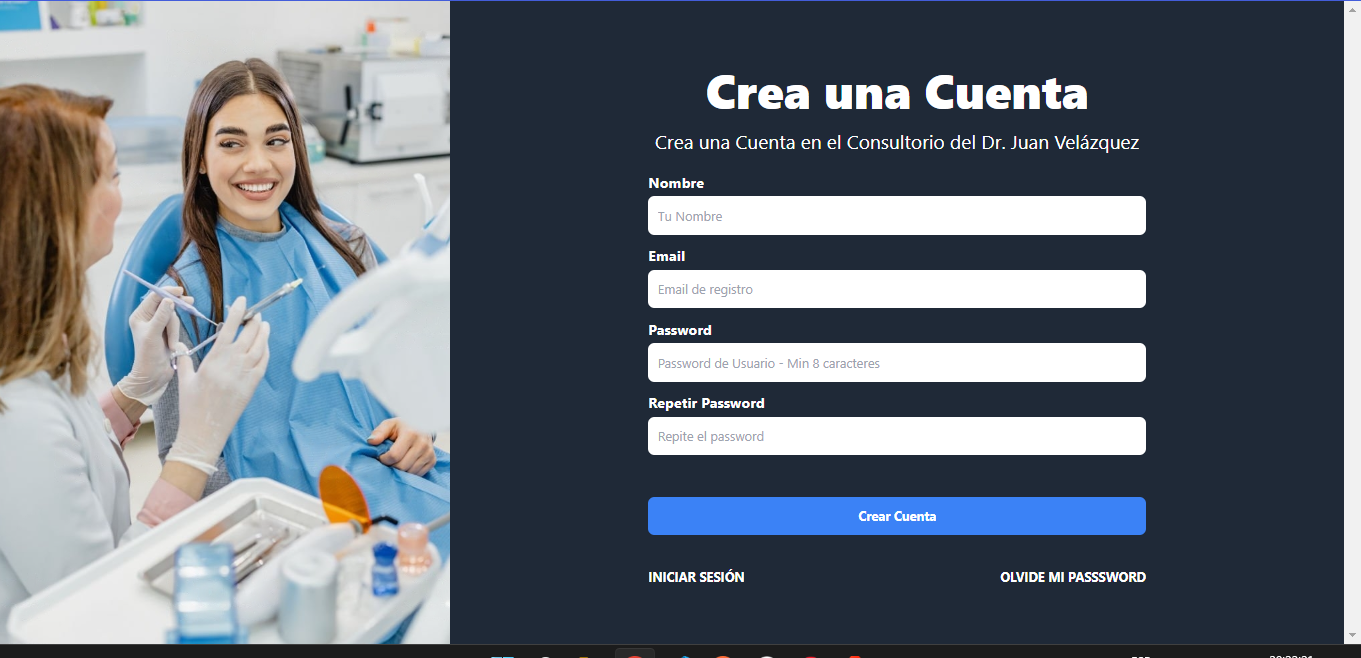 Crea una Cuenta
Crea una Cuenta en el Consultorio del Dr. Juan Velázquez
Nombre
Tu Nombre
Email
Email de registro
Password
Password de Usuario - Min 8 caracteres
Repetir Password
Repite el password
Crear Cuenta
INICIAR SESIÓN
OLVIDE MI PASSSWORD